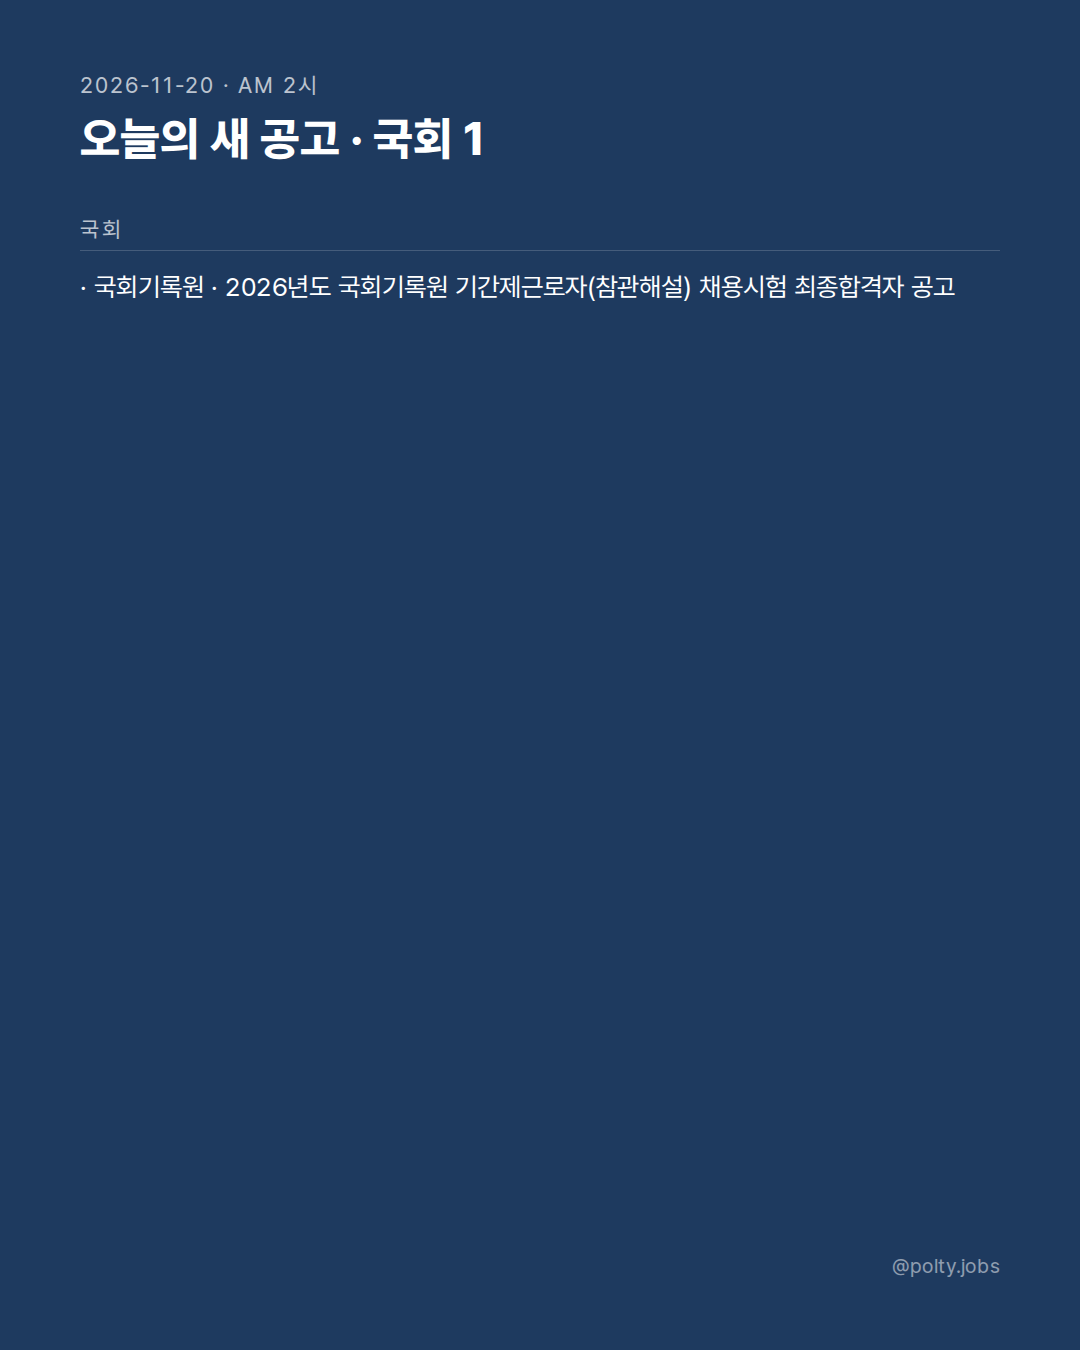 2026-11-20 · AM 2시
오늘의 새 공고 · 국회 1
국회
· 국회기록원 · 2026년도 국회기록원 기간제근로자(참관해설) 채용시험 최종합격자 공고
@polty.jobs